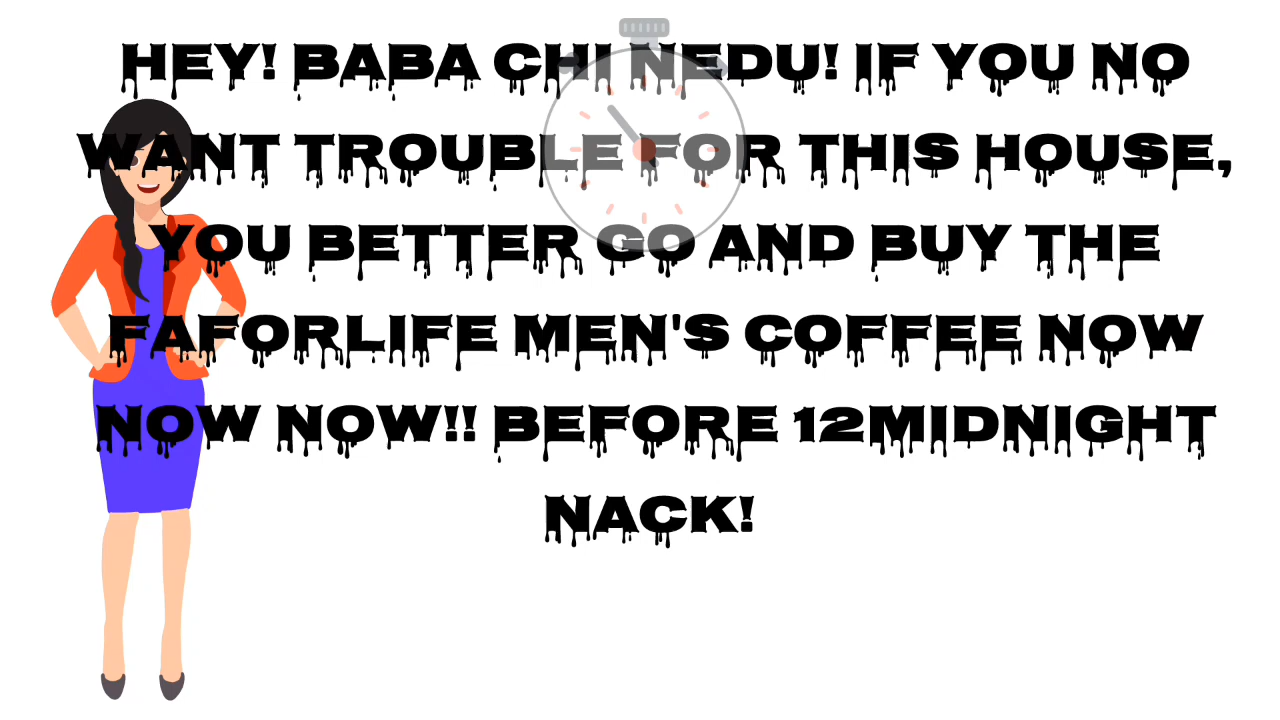 HEY! BABA CHI NEDU! IF YOU NO
WANT TROUBLE FOR THIS HOUSE,
YOU BETTER GO AND BUY THE
FAFORLIFE MEN'S COFFEE NOW
NOW NOW!! BEFORE 12MIDNIGHT
NACK!